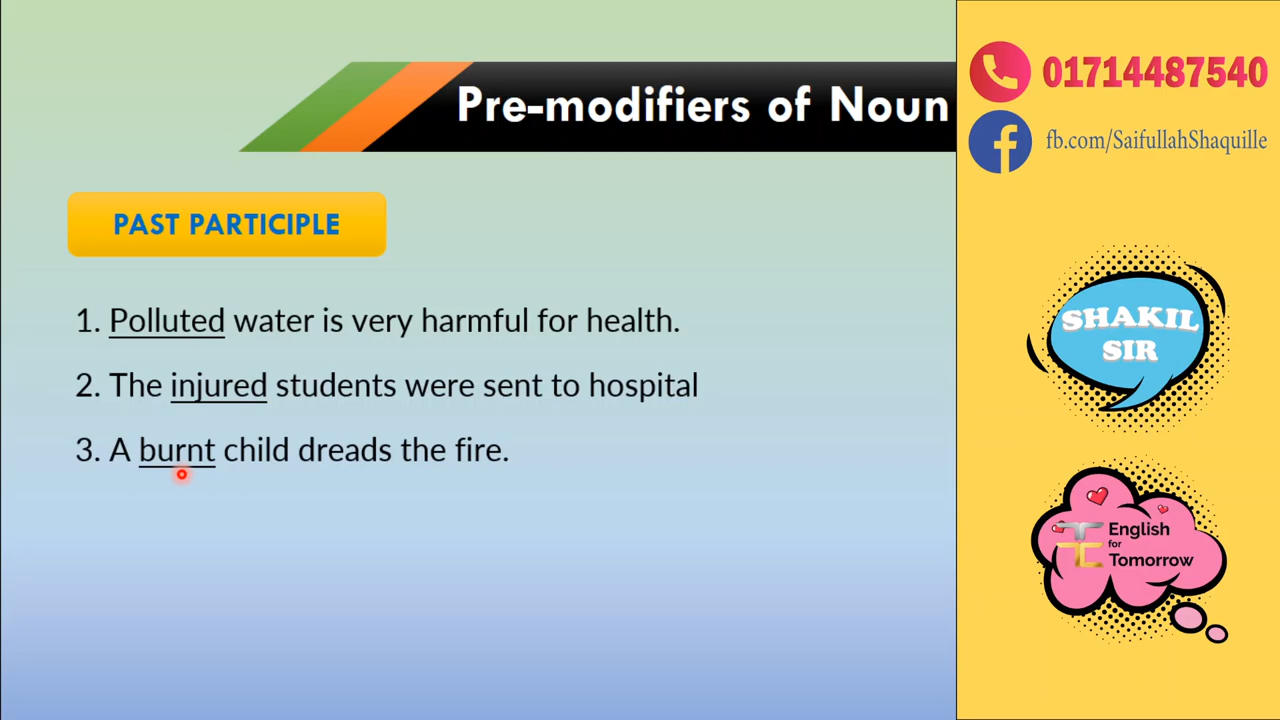 Pre-modifiers of Noun
PAST PARTICIPLE
1. Polluted water is very harmful for health.
2. The injured students were sent to hospital
3. A burnt child dreads the fire.
01714487540
fb.com/SaifullahShaquille
SHAKIL
SIR
English
for
Tomorrow